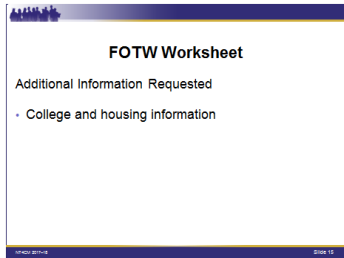 FOTW Worksheet
Additional Information Requested
• College and housing information
Slide 15